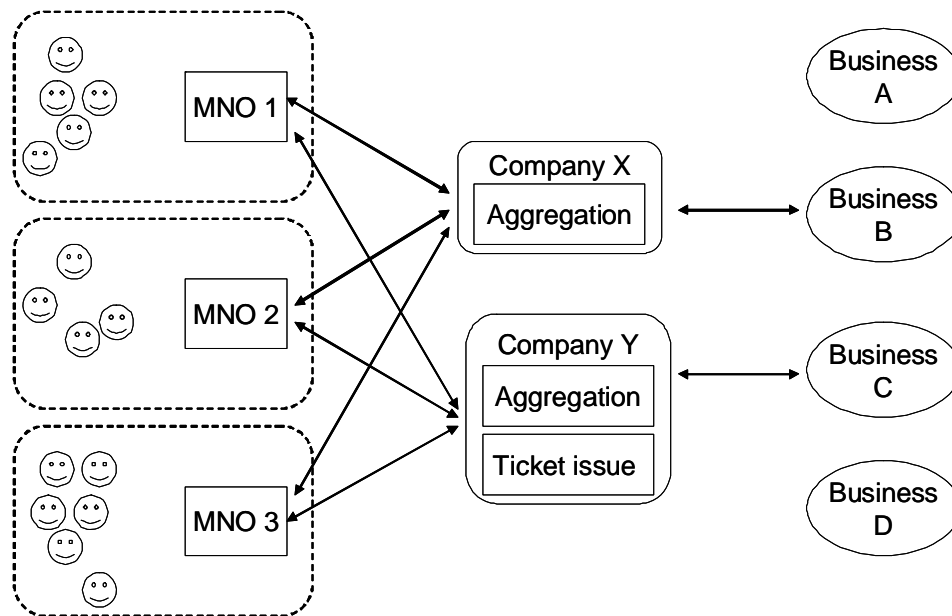 MNO 1
MNO 2
MNO 3
Company X
Aggregation
Company Y
Aggregation
Ticket issue
Business
A
Business
B
Business
C
Business
D